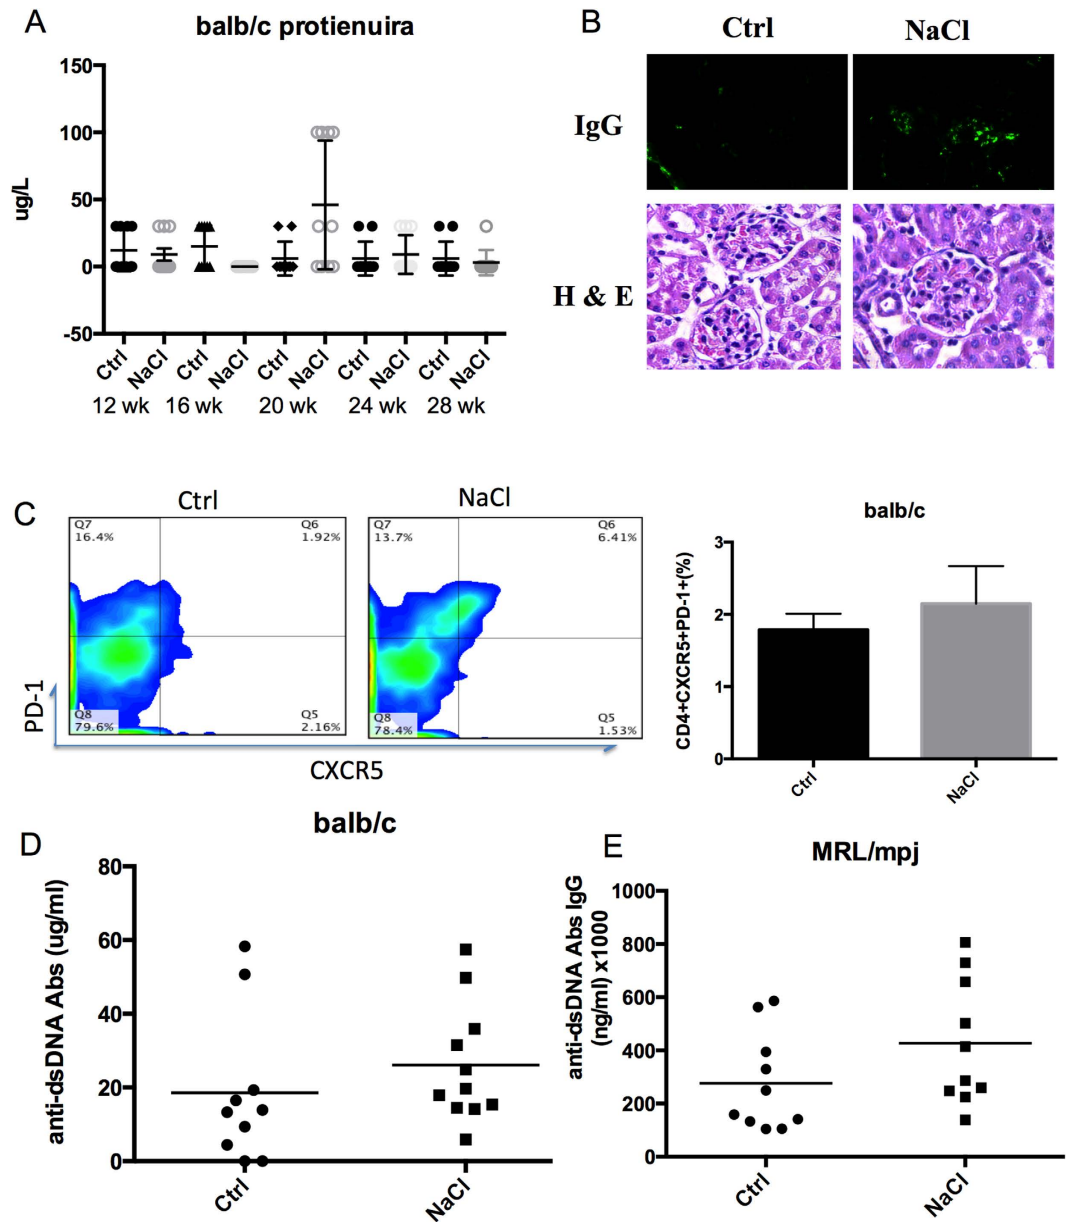 A
balb/c protienuira
150
100
50
0
-50
ug/L
Ctrl
NaCl
Ctrl
NaCl
Ctrl
NaCl
Ctrl
NaCl
Ctrl
NaCl
12 wk
16 wk
20 wk
24 wk
28 wk
B
Ctrl
NaCl
IgG
H & E
C
Ctrl
NaCl
Q7
16.4%
Q6
1.92%
Q8
79.6%
Q5
2.16%
Q7
13.7%
Q6
6.41%
Q8
78.4%
Q5
1.53%
PD-1
CXCR5
balb/c
CD4+CXCR5+PD-1+(%)
3
2
1
0
Ctrl
NaCl
D
balb/c
anti-dsDNA Abs (ug/ml)
80
60
40
20
0
Ctrl
NaCl
E
MRL/mpj
anti-dsDNA Abs IgG
(ng/ml) x1000
1000
800
600
400
200
0
Ctrl
NaCl